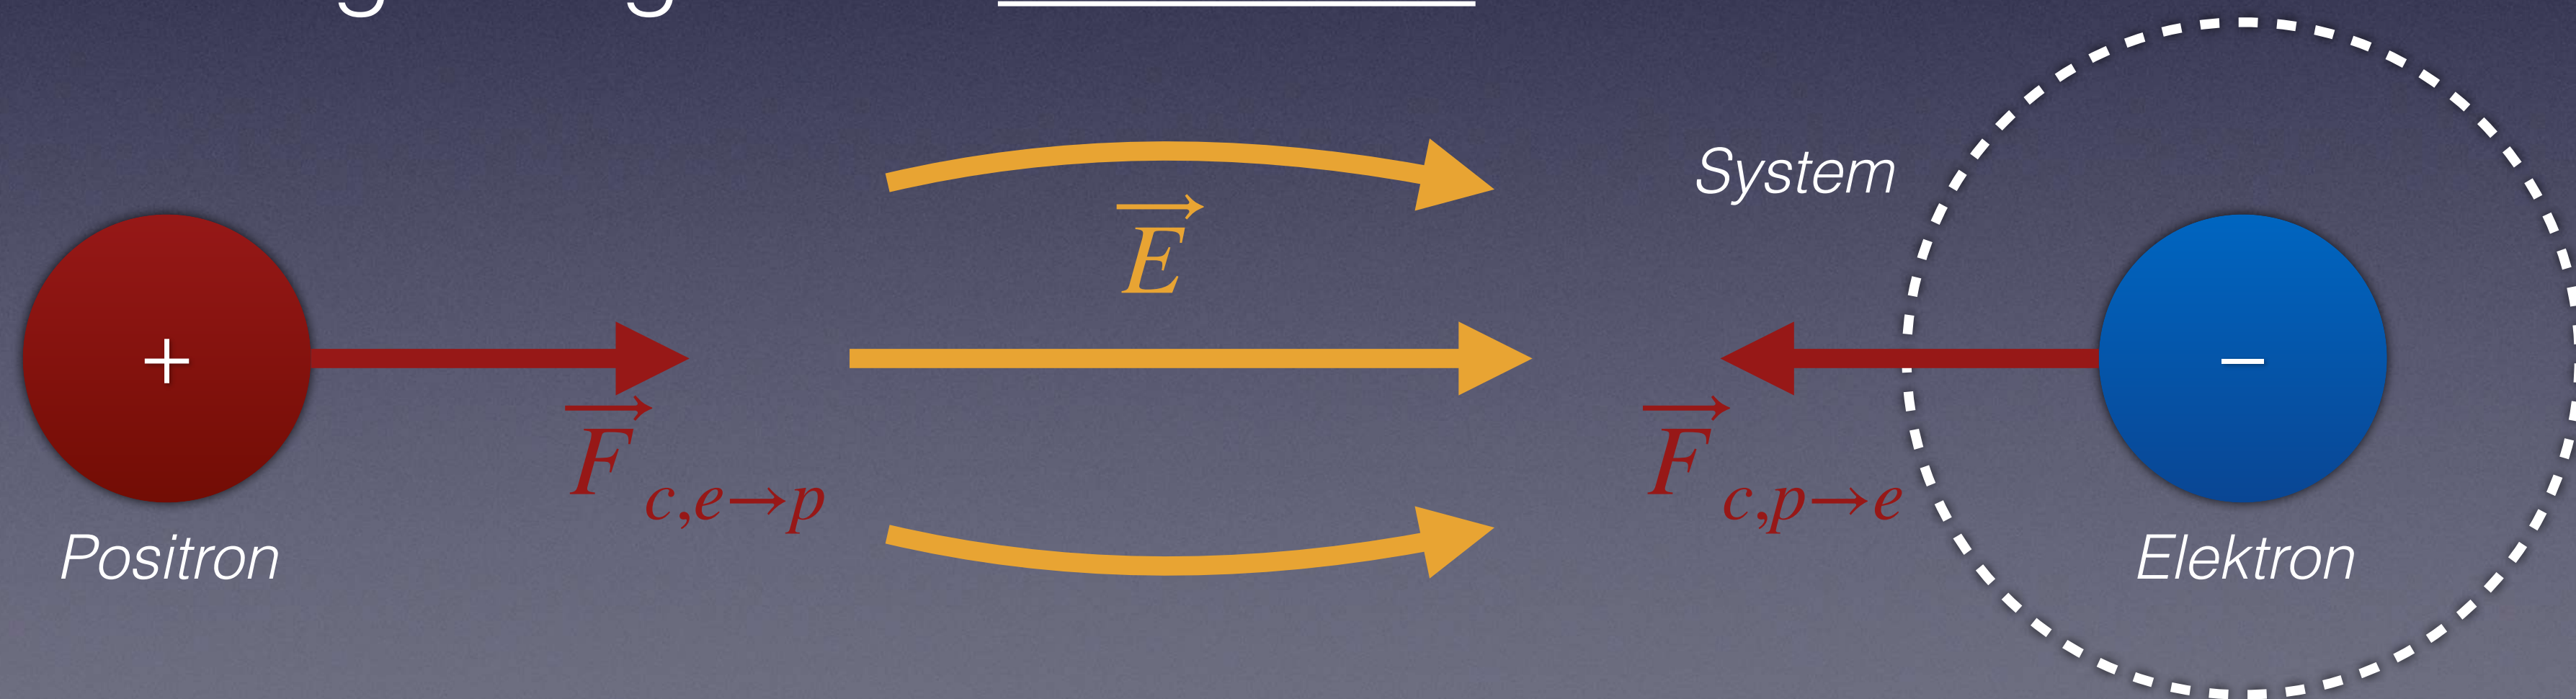 System
E
+
−
F c,e→p
F c,p→e
Positron
Elektron